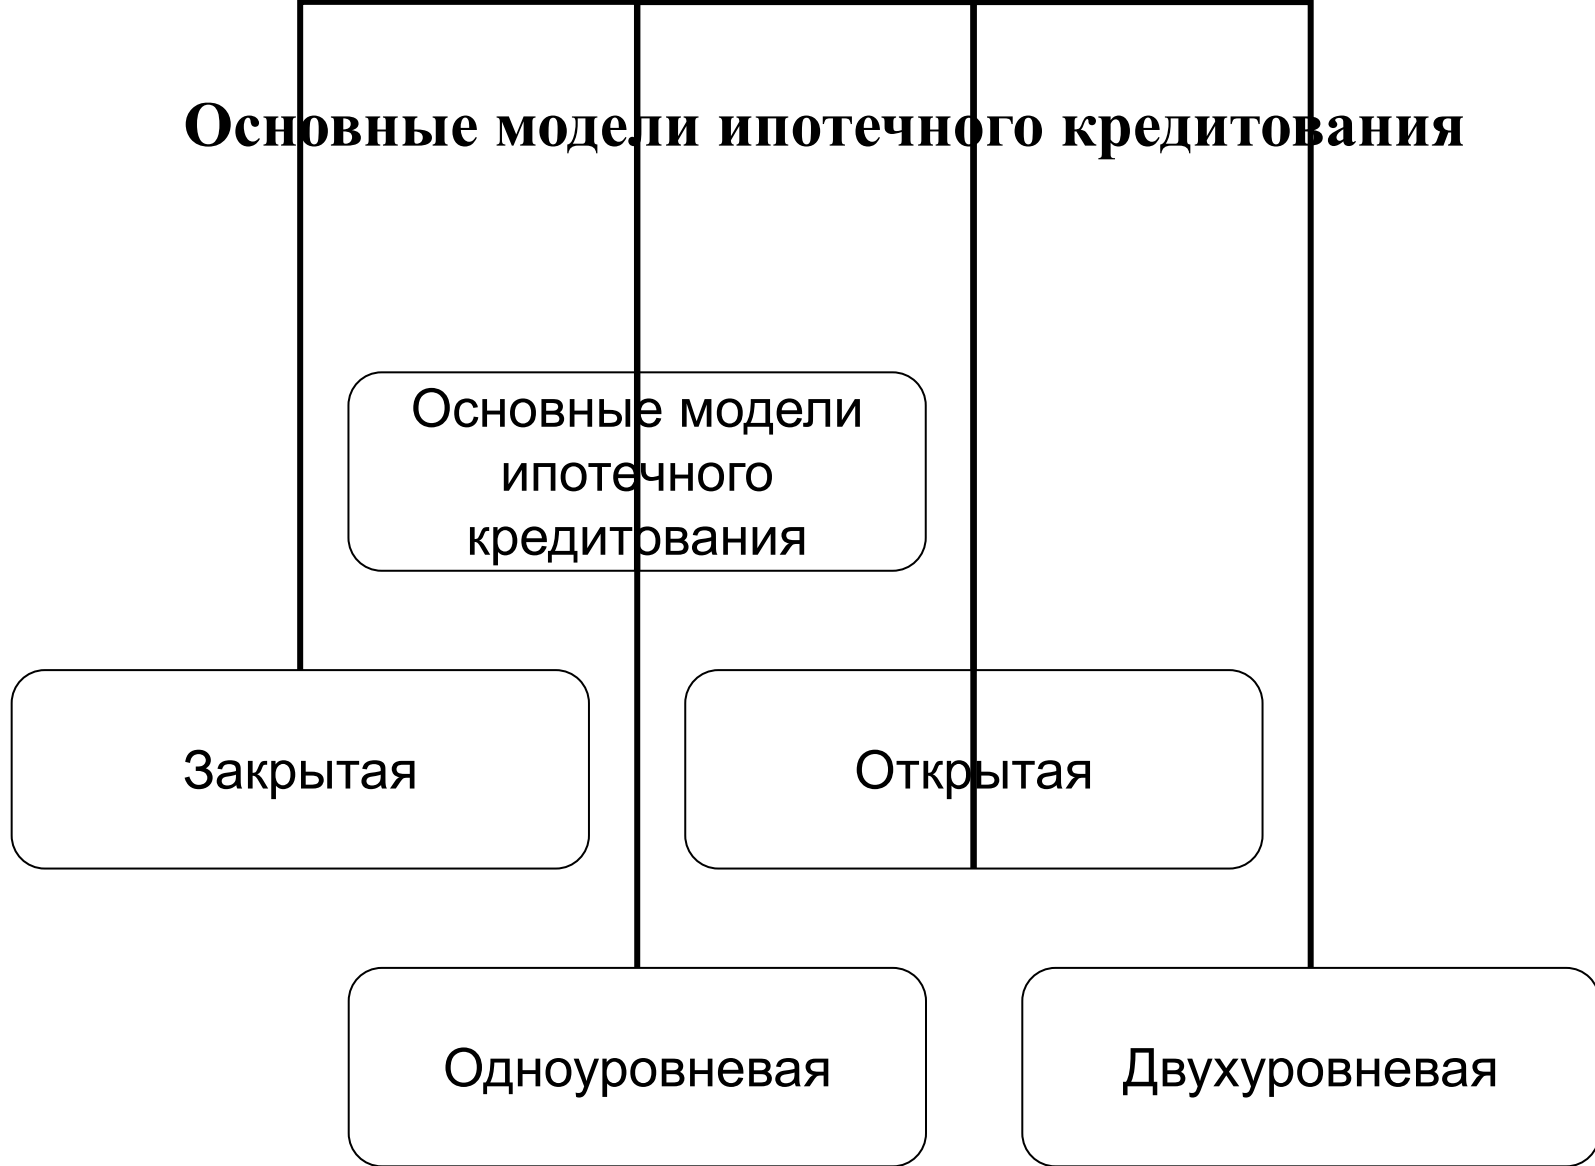 Основные модели ипотечного кредитования
Основные модели
ипотечного
кредитования
Закрытая
Открытая
Одноуровневая
Двухуровневая